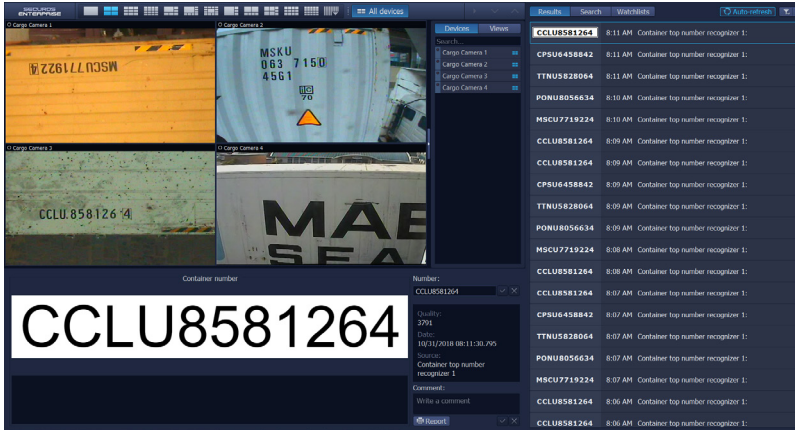 SECUROS
ENTERPRISE
All devices
Cargo Camera 1
MSCU7719221
Cargo Camera 2
MSKU
063 7150
45G1
70
Cargo Camera 3
CCLU.858126 4
Cargo Camera 4
MAE
SEA
Devices
Views
Search...
Cargo Camera 1
Cargo Camera 2
Cargo Camera 3
Cargo Camera 4
Container number
CCLU8581264
Number:
CCLU8581264
Quality:
3791
Date:
10/31/2018 08:11:30.795
Source:
Container top number
recognizer 1
Comment:
Write a comment
Report
Results
Search
Watchlists
Auto-refresh
CCLU8581264 8:11 AM Container top number recognizer 1:
CPSU6458842 8:11 AM Container top number recognizer 1:
TTNU5828064 8:11 AM Container top number recognizer 1:
PONU8056634 8:10 AM Container top number recognizer 1:
MSCU7719224 8:10 AM Container top number recognizer 1:
CCLU8581264 8:09 AM Container top number recognizer 1:
CCLU8581264 8:09 AM Container top number recognizer 1:
CPSU6458842 8:09 AM Container top number recognizer 1:
TTNU5828064 8:09 AM Container top number recognizer 1:
PONU8056634 8:09 AM Container top number recognizer 1:
MSCU7719224 8:08 AM Container top number recognizer 1:
CCLU8581264 8:08 AM Container top number recognizer 1:
CCLU8581264 8:07 AM Container top number recognizer 1:
CPSU6458842 8:07 AM Container top number recognizer 1:
TTNU5828064 8:07 AM Container top number recognizer 1:
PONU8056634 8:07 AM Container top number recognizer 1:
MSCU7719224 8:07 AM Container top number recognizer 1:
CCLU8581264 8:06 AM Container top number recognizer 1:
CCLU8581264 8:06 AM Container top number recognizer 1: